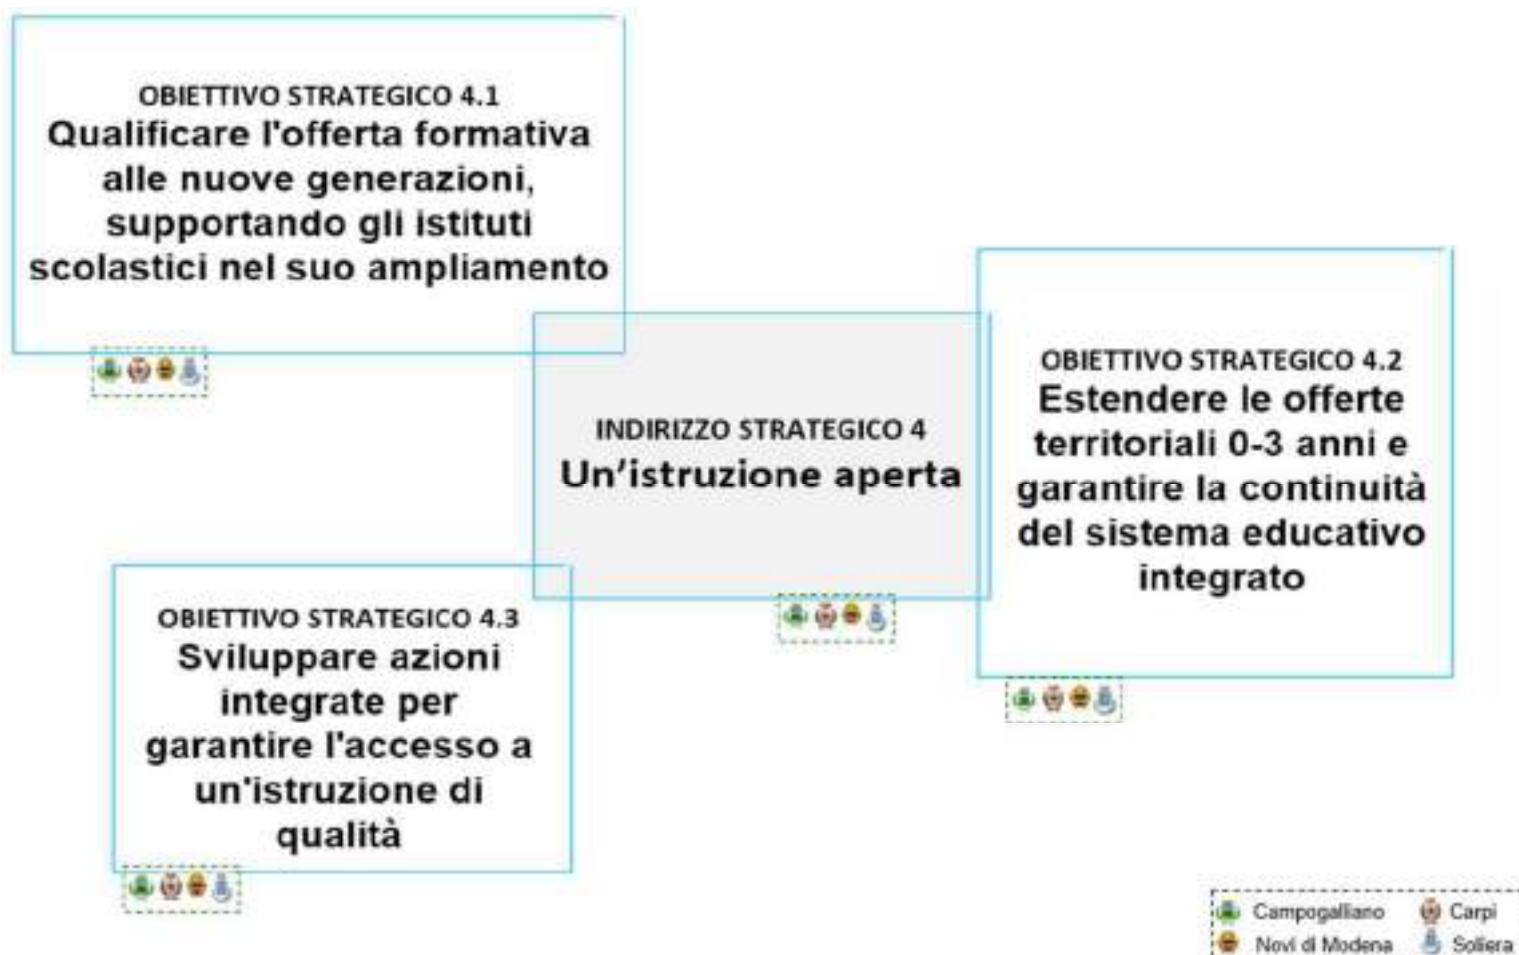 OBIETTIVO STRATEGICO 4.1
Qualificare l'offerta formativa
alle nuove generazioni,
supportando gli istituti
scolastici nel suo ampliamento
INDIRIZZO STRATEGICO 4
Un’istruzione aperta
OBIETTIVO STRATEGICO 4.2
Estendere le offerte
territoriali 0-3 anni e
garantire la continuità
del sistema educativo
integrato
OBIETTIVO STRATEGICO 4.3
Sviluppare azioni
integrate per
garantire l'accesso a
un'istruzione di
qualità
Campogalliano Carpi
Novi di Modena Soliera